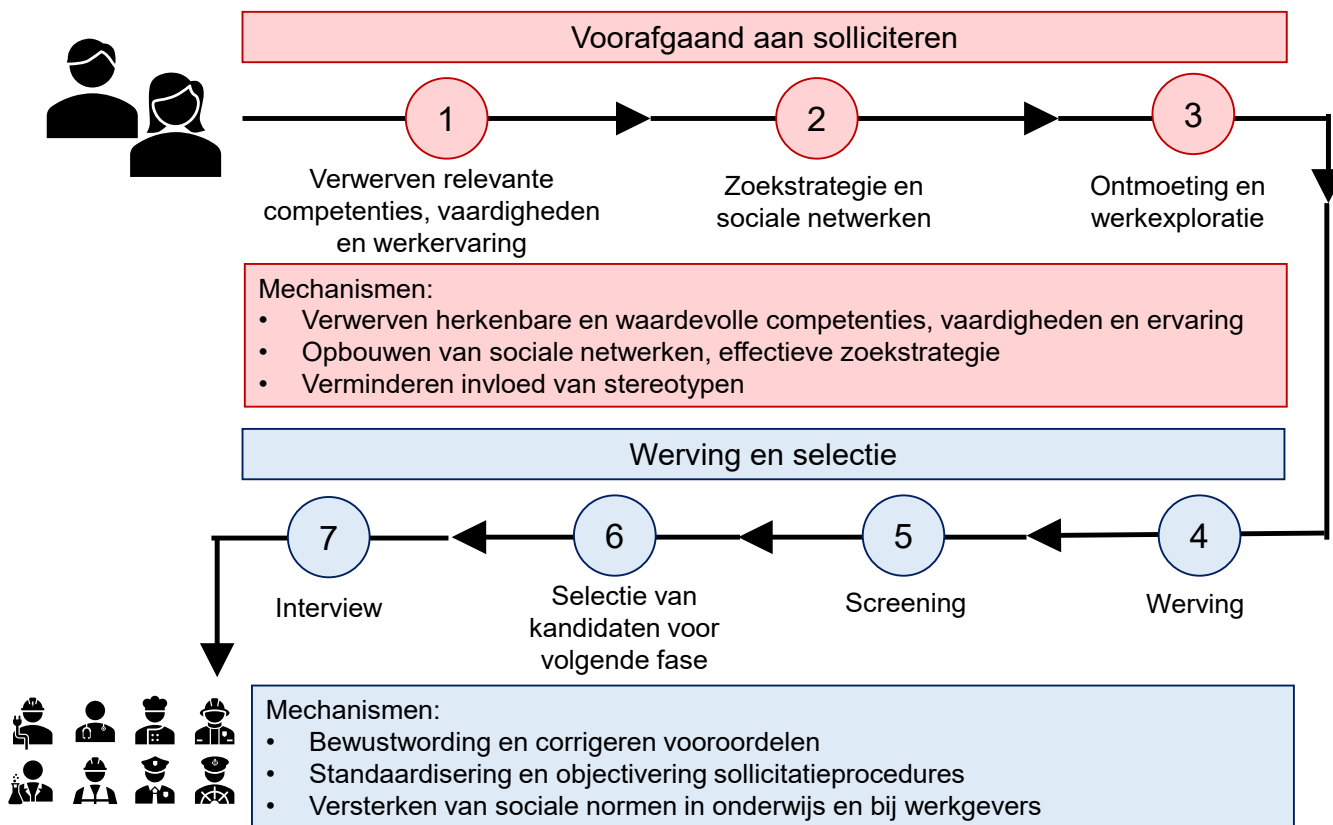 Voorafgaand aan solliciteren
1
2
3
Verwerven relevante
competenties, vaardigheden
en werkervaring
Zoekstrategie en
sociale netwerken
Ontmoeting en
werkexploratie
Mechismen:
• Verwerven herkenbare en waardevolle competenties, vaardigheden en ervaring
• Opbouwen van sociale netwerken, effectieve zoekstrategie
• Verminderen invloed van stereotypen
Werving en selectie
7
6
5
4
Interview
Selectie van
kandidaten voor
volgende fase
Screening
Werving
Mechanismen:
• Bewustwording en corrigeren vooroordelen
• Standaardisering en objectivering sollicitatieprocedures
• Versterken van sociale normen in onderwijs en bij werkgevers